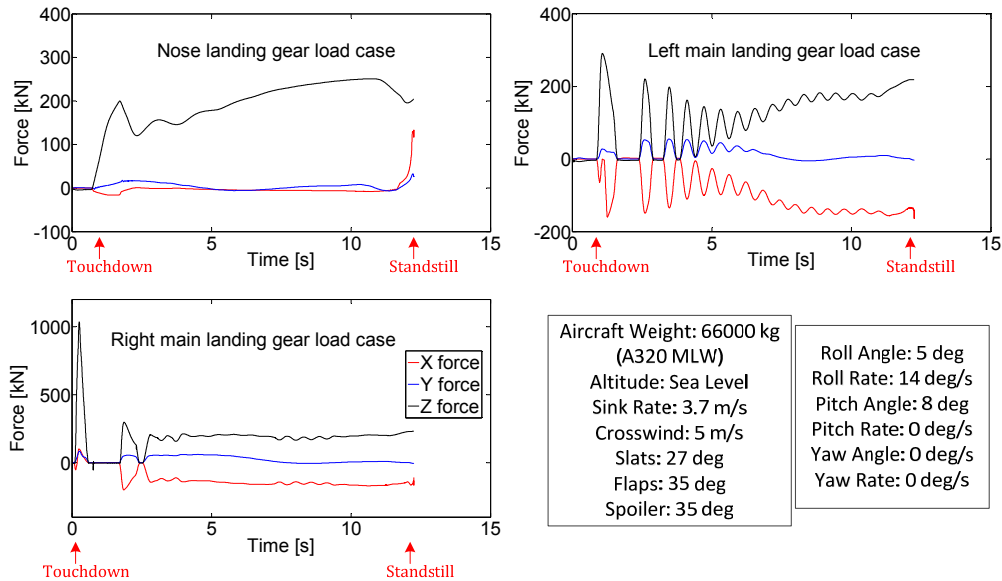 Nose landing gear load case
Force [kN]
400
300
200
100
0
-100
0
5
10
15
Time [s]
Touchdown
Standstill
Left main landing gear load case
Force [kN]
400
200
0
-200
0
5
10
15
Time [s]
Touchdown
Standstill
Right main landing gear load case
Force [kN]
1000
500
0
0
5
10
15
Time [s]
X force
Y force
Z force
Touchdown
Standstill
Aircraft Weight: 66000 kg
(A320 MLW)
Altitude: Sea Level
Sink Rate: 3.7 m/s
Crosswind: 5 m/s
Slats: 27 deg
Flaps: 35 deg
Spoiler: 35 deg
Roll Angle: 5 deg
Roll Rate: 14 deg/s
Pitch Angle: 8 deg
Pitch Rate: 0 deg/s
Yaw Angle: 0 deg
Yaw Rate: 0 deg/s